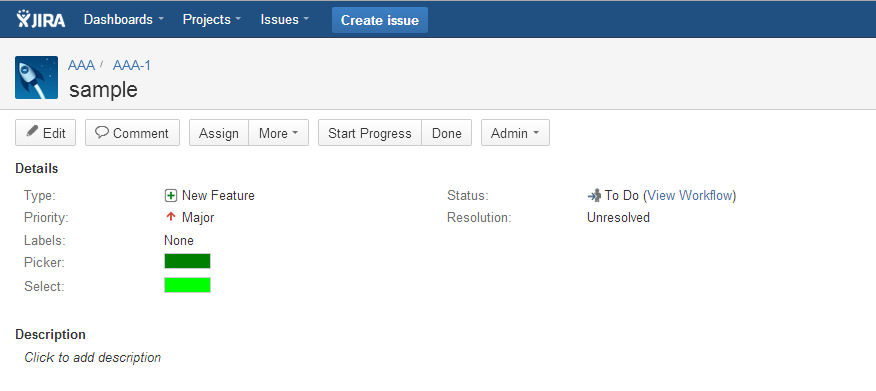 JIRA Dashboards Projects Issues Create issue
AAA / AAA-1
sample
Edit Comment Assign More Start Progress Done Admin
Details
Type: New Feature Status: To Do (View Workflow)
Priority: Major Resolution: Unresolved
Labels: None
Picker:
Select:
Description
Click to add description